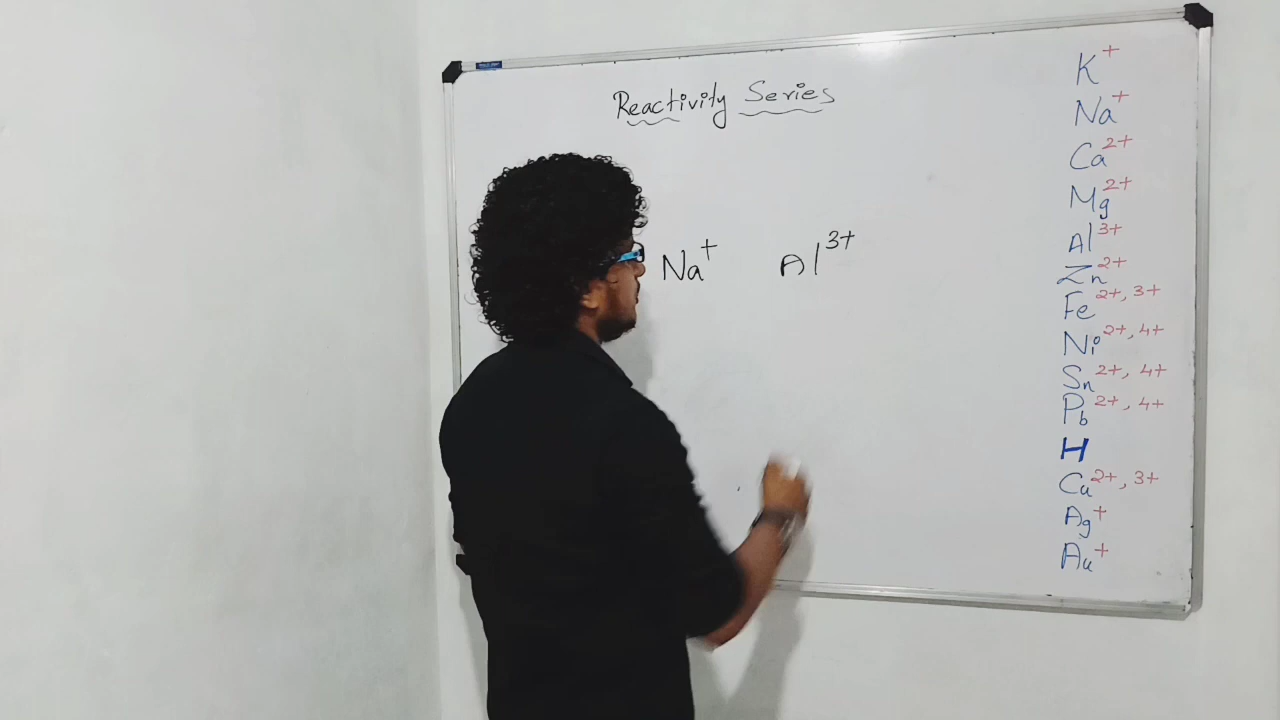 Reactivity Series
Na⁺ Al³⁺
K⁺
Na⁺
Ca²⁺
Mg²⁺
Al³⁺
Zn²⁺
Fe²⁺, ³⁺
Ni²⁺, ⁴⁺
Sn²⁺, ⁴⁺
Pb²⁺, ⁴⁺
H
Cu²⁺, ³⁺
Ag⁺
Au⁺